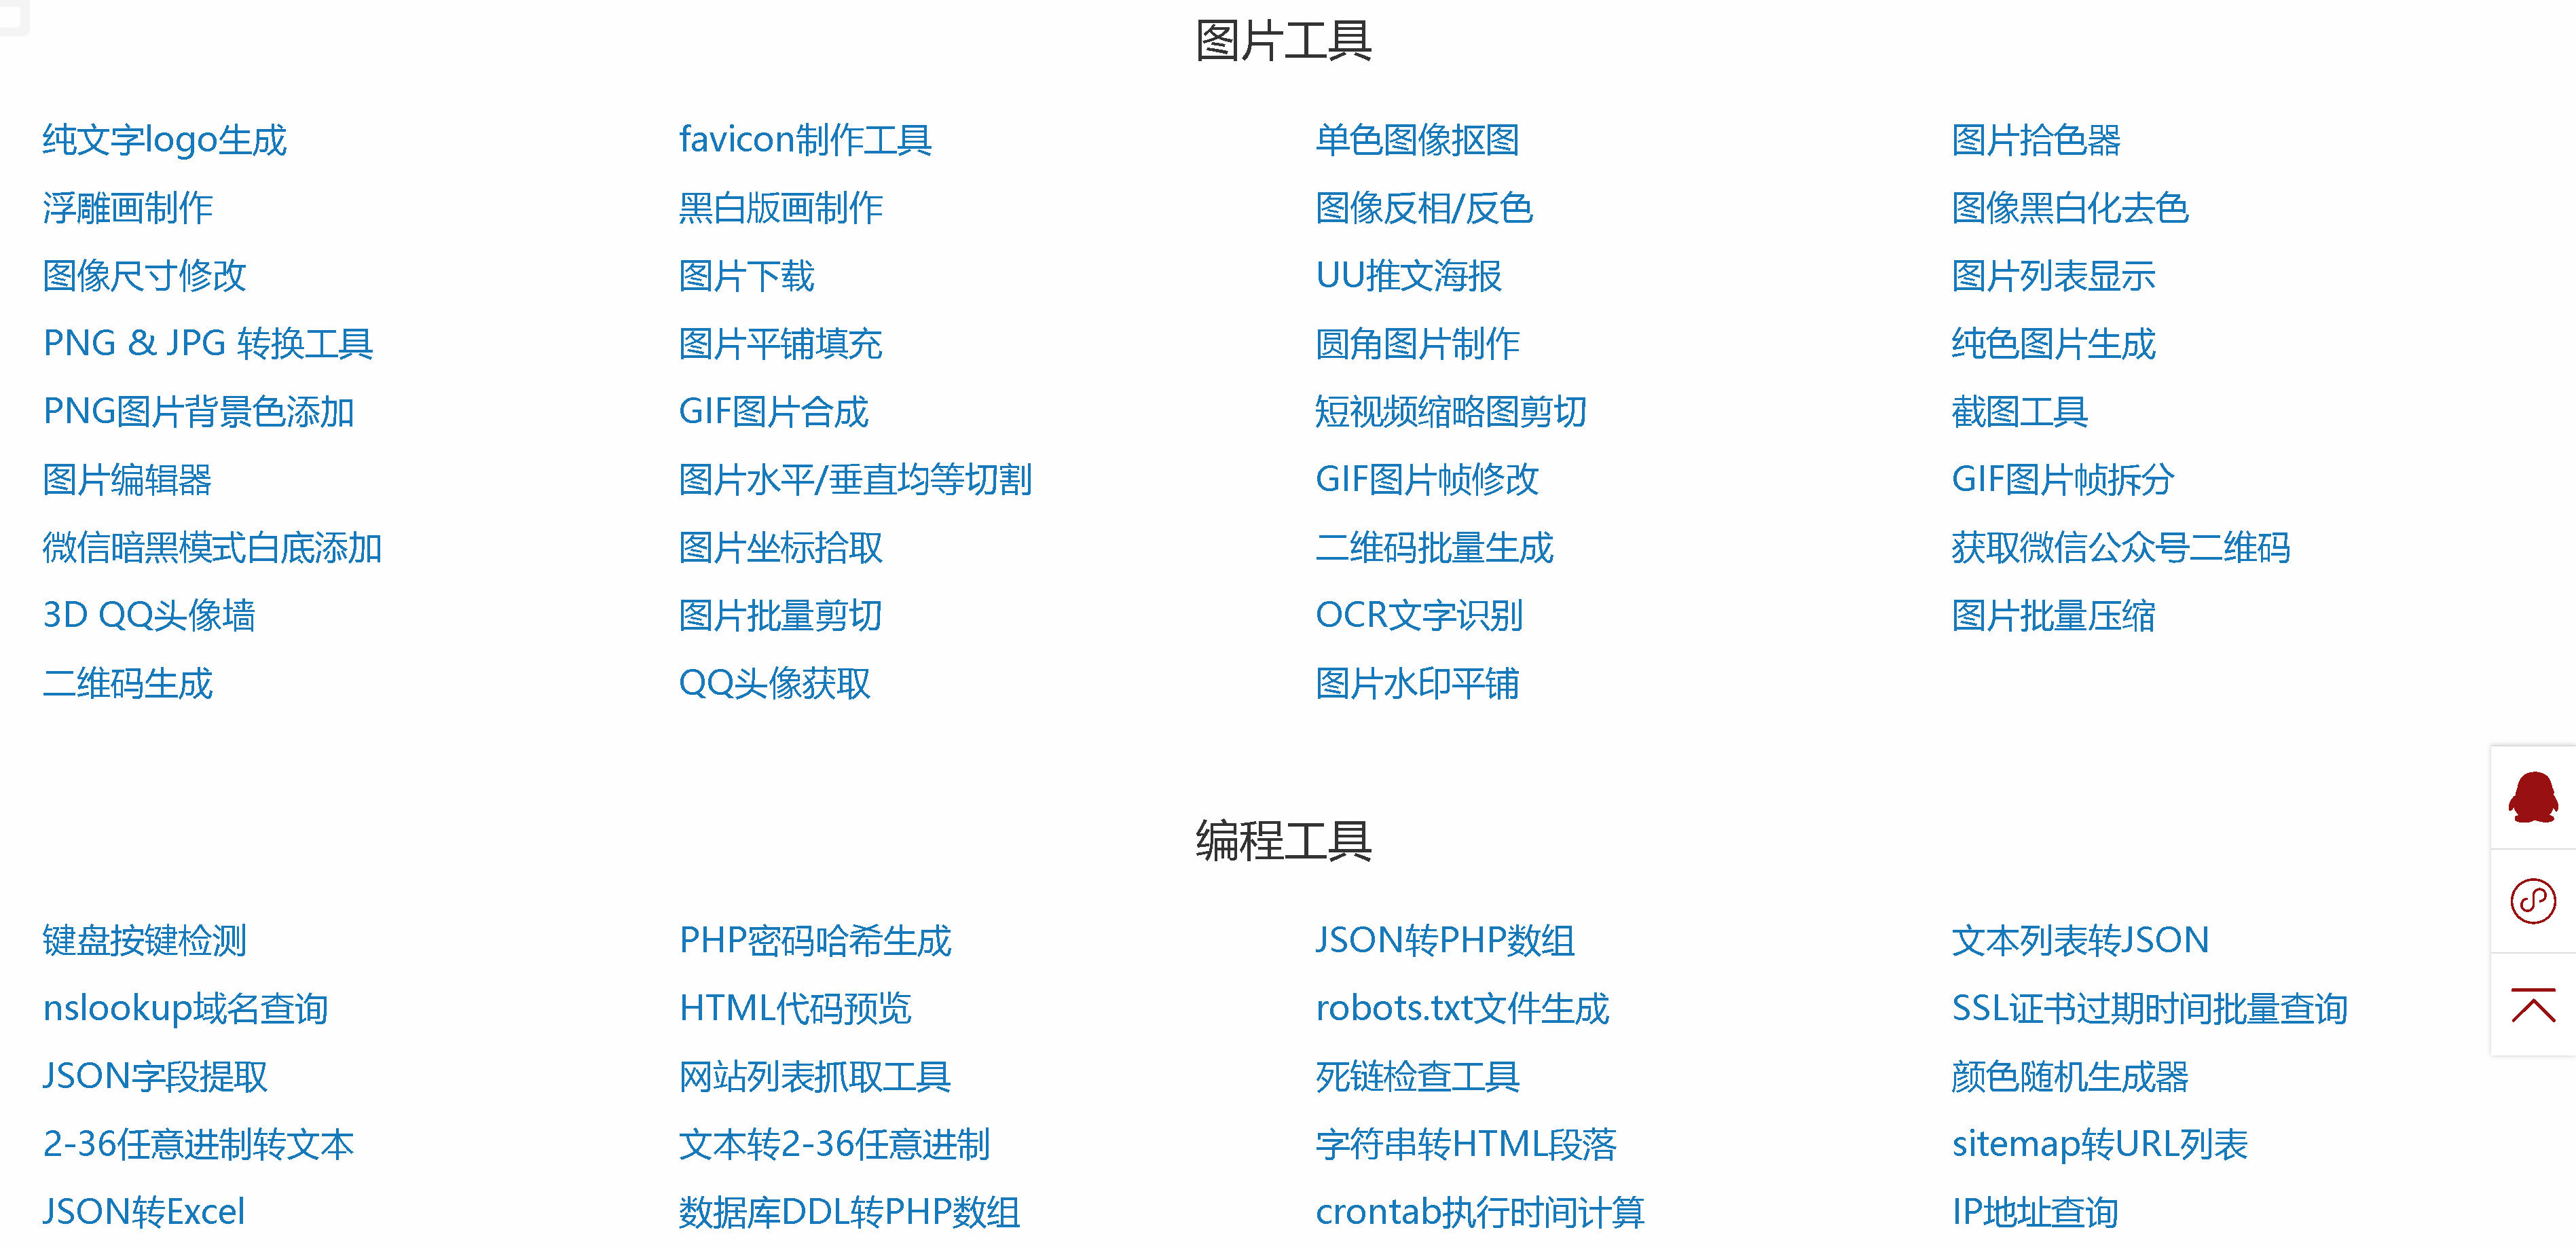 图片工具
纯文字logo生成 favicon制作工具 单色图像抠图 图片拾色器
浮雕画制作 黑白版画制作 图像反相/反色 图像黑白化去色
图像尺寸修改 图片下载 UU推文海报 图片列表显示
PNG & JPG 转换工具 图片平铺填充 圆角图片制作 纯色图片生成
PNG图片背景色添加 GIF图片合成 短视频缩略图剪切 截图工具
图片编辑器 图片水平/垂直均等切割 GIF图片帧修改 GIF图片帧拆分
微信暗黑模式白底添加 图片坐标拾取 二维码批量生成 获取微信公众号二维码
3D QQ头像墙 图片批量剪切 OCR文字识别 图片批量压缩
二维码生成 QQ头像获取 图片水印平铺
编程工具
键盘按键检测 PHP密码哈希生成 JSON转PHP数组 文本列表转JSON
nslookup域名查询 HTML代码预览 robots.txt文件生成 SSL证书过期时间批量查询
JSON字段提取 网站列表抓取工具 死链检查工具 颜色随机生成器
2-36任意进制转文本 文本转2-36任意进制 字符串转HTML段落 sitemap转URL列表
JSON转Excel 数据库DDL转PHP数组 crontab执行时间计算 IP地址查询